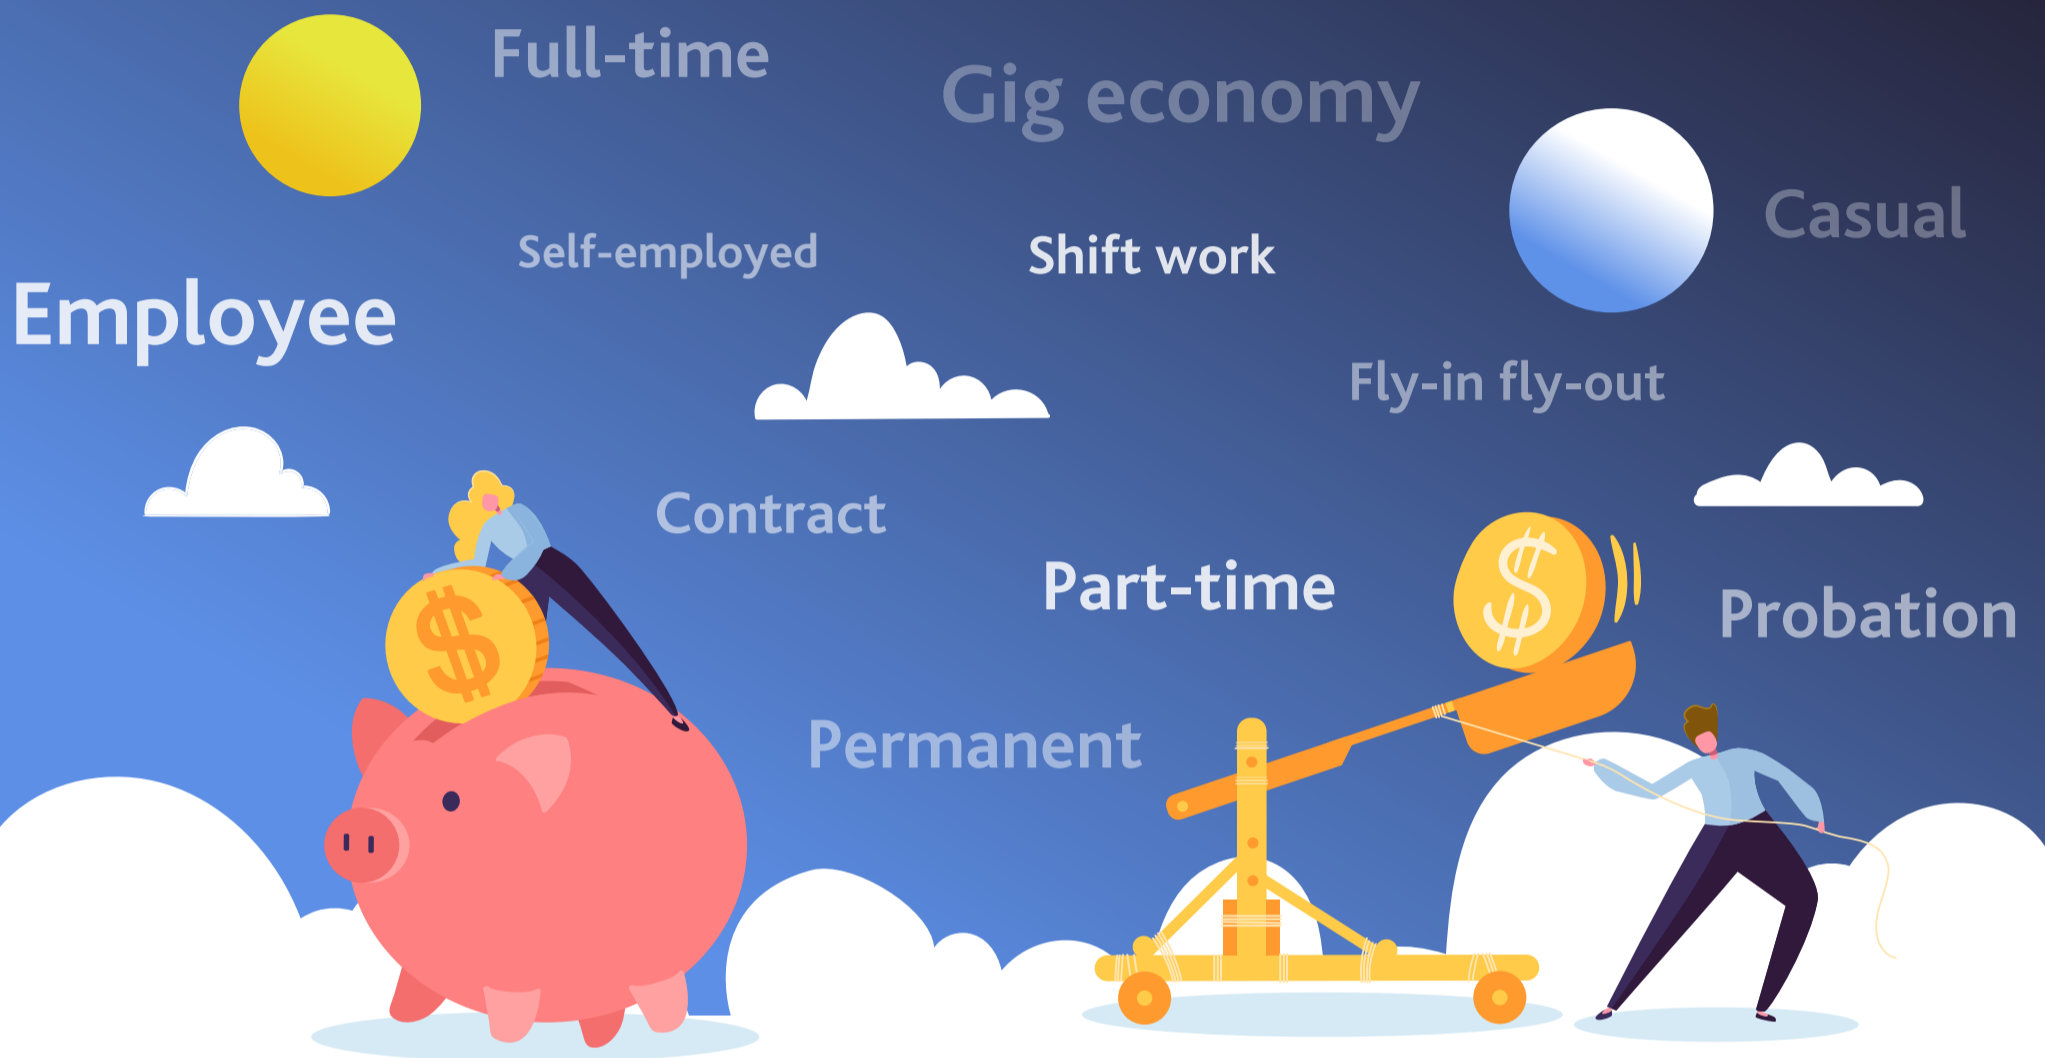 Full-time
Gig economy
Casual
Self-employed
Shift work
Employee
Fly-in fly-out
Contract
Part-time
Probation
Permanent
$
$